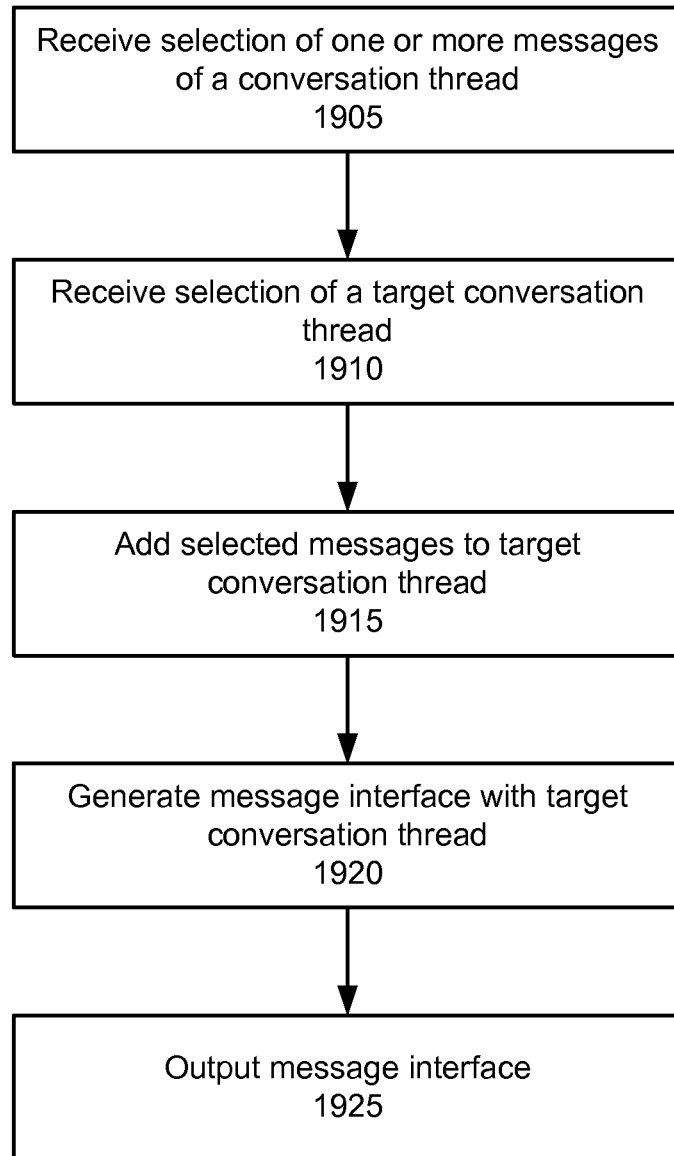 Receive selection of one or more messages
of a conversation thread
1905
Receive selection of a target conversation
thread
1910
Add selected messages to target
conversation thread
1915
Generate message interface with target
conversation thread
1920
Output message interface
1925